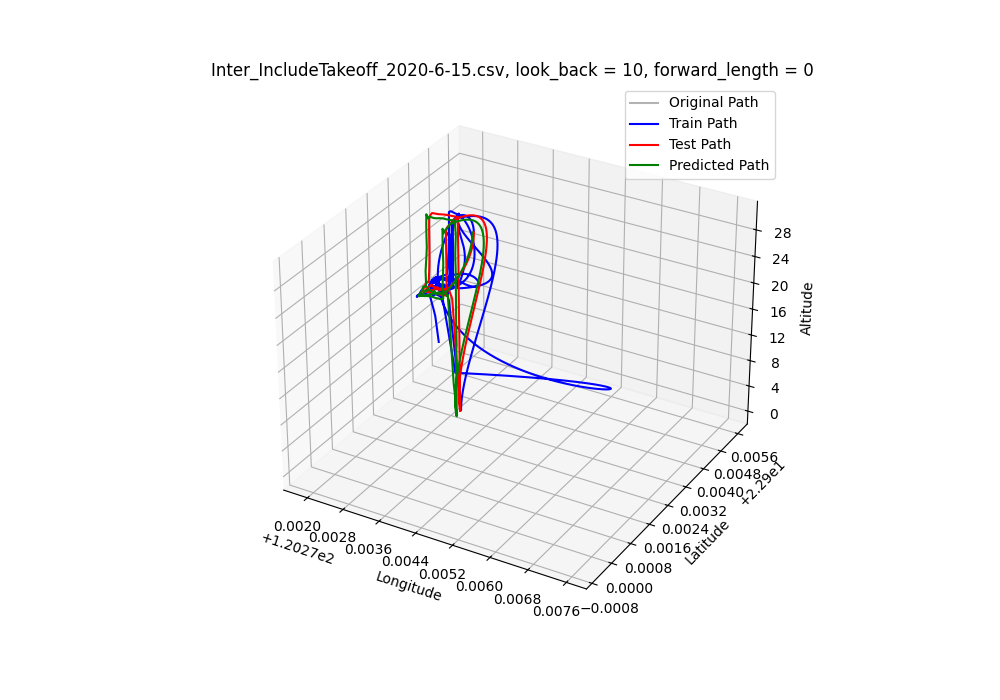 Inter_IncludeTakeoff_2020-6-15.csv, look_back = 10, forward_length = 0
Original Path
Train Path
Test Path
Predicted Path
28
24
20
16
12
8
4
0
Altitude
0.0056
0.0048
0.0040
0.0032
0.0024
0.0016
0.0008
0.0000
−0.0008
+2.29e1
Latitude
0.0020
0.0028
0.0036
0.0044
0.0052
0.0060
0.0068
0.0076
+1.2027e2
Longitude